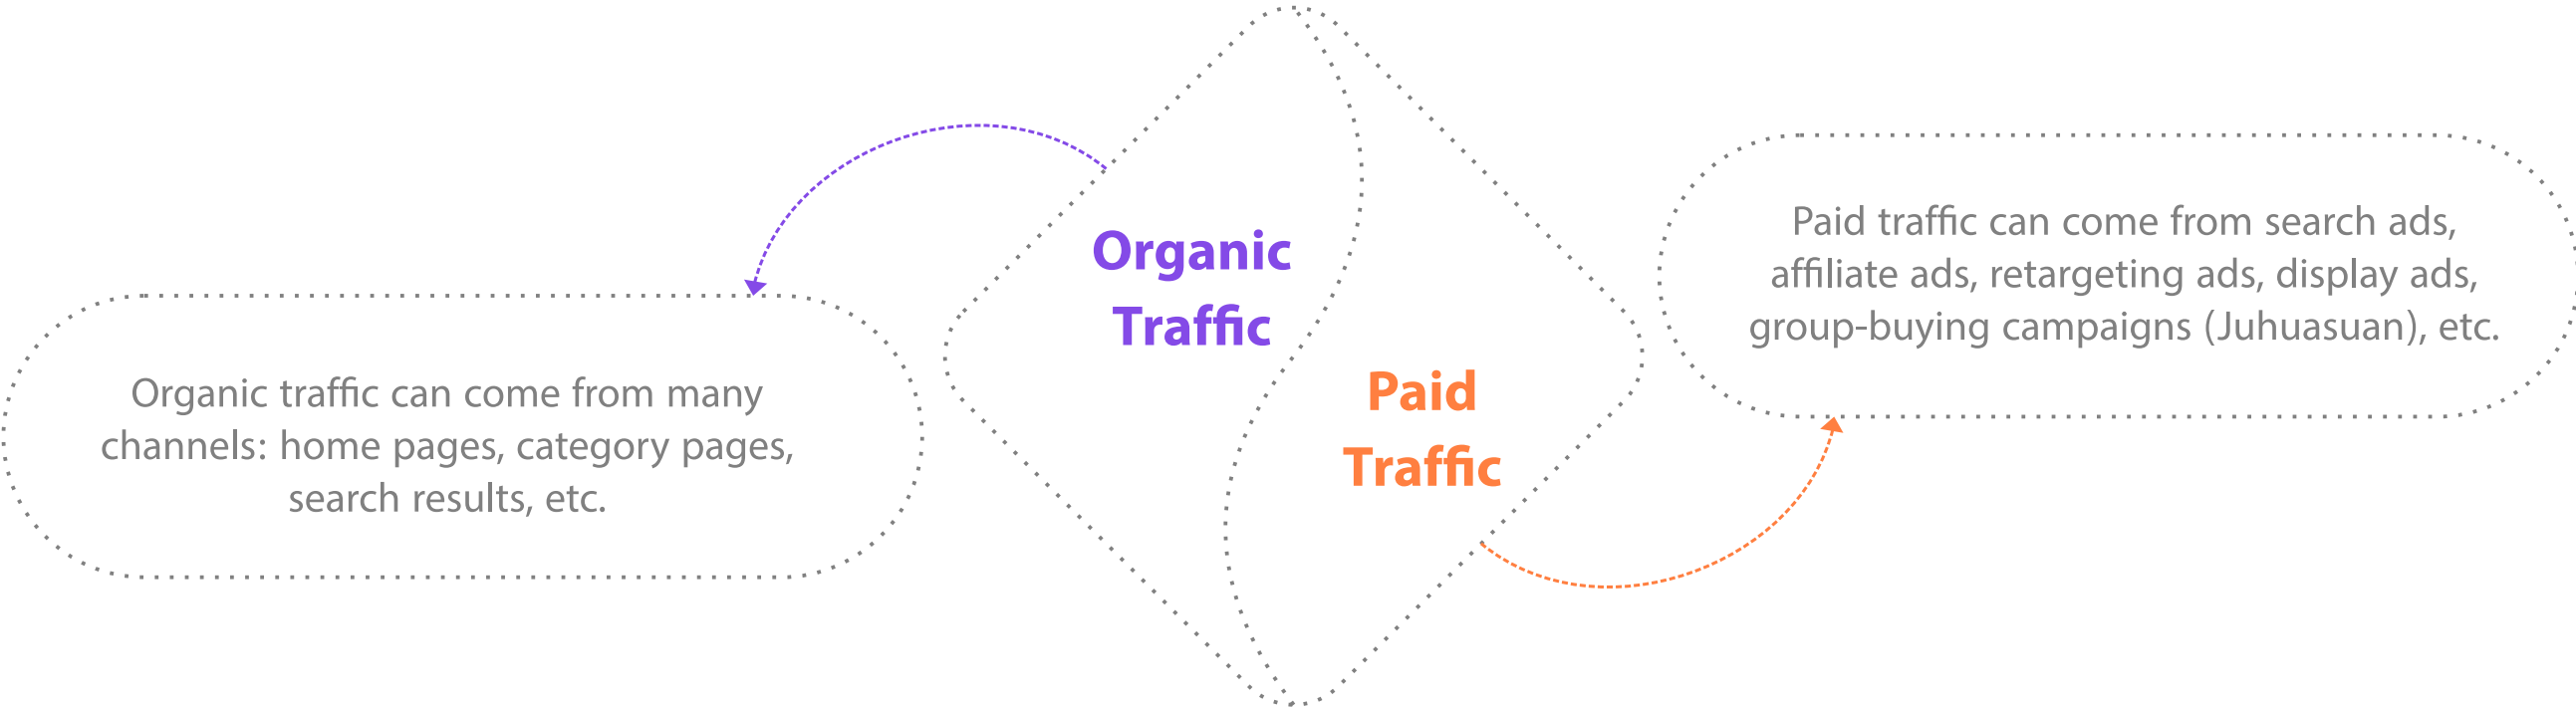 Organic
Traffic
Organic traffic can come from many
channels: home pages, category pages,
search results, etc.
Paid
Traffic
Paid traffic can come from search ads,
affiliate ads, retargeting ads, display ads,
group-buying campaigns (Juhuasuan), etc.